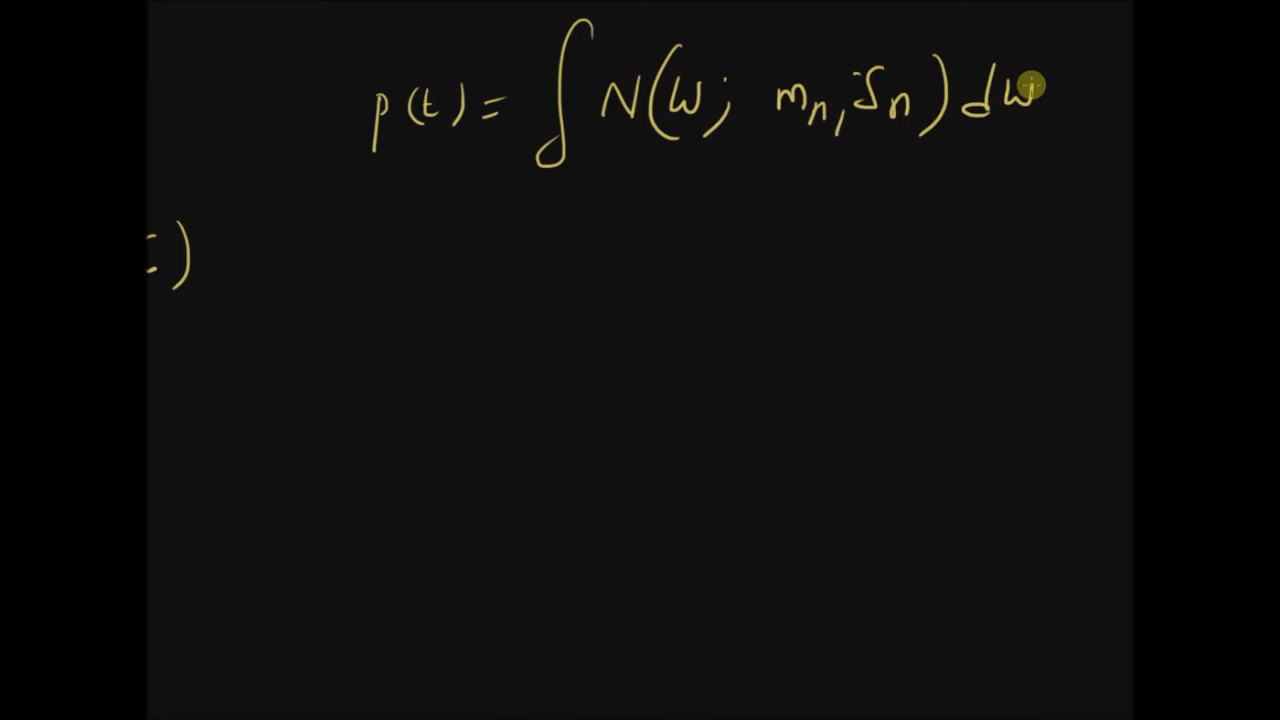 p(t) = ∫ N(w; mₙ, Sₙ) dw
:)